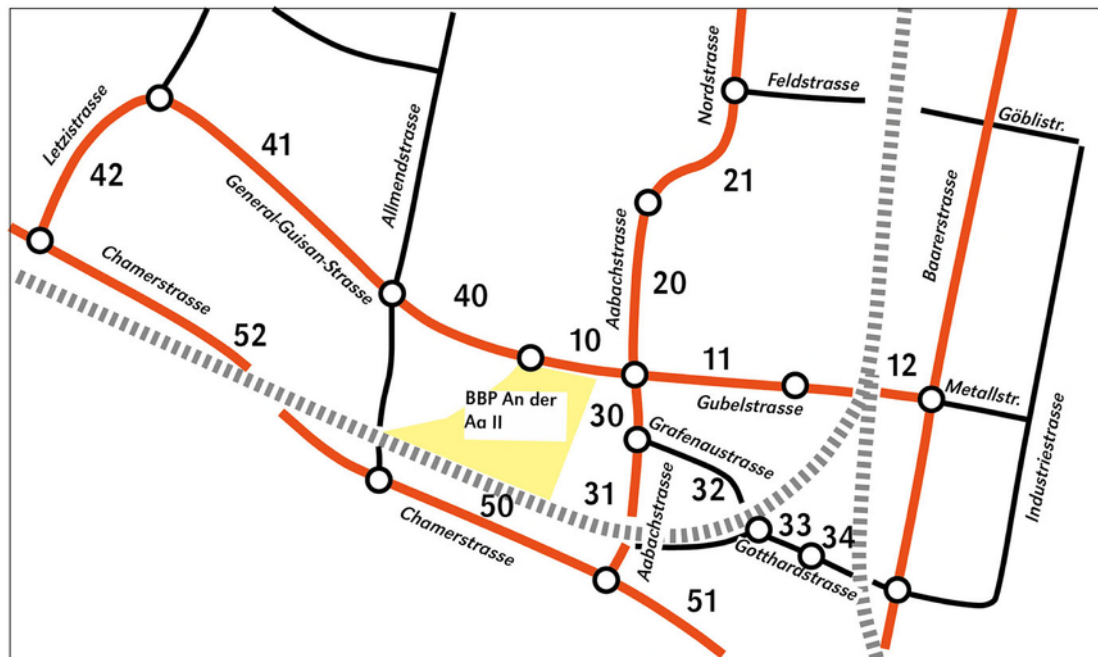 Nordstrasse
Feldstrasse
Göblistr.
Letzistrasse
41
Allmendstrasse
42
21
General-Guisan-Strasse
Aabachstrasse
Baarerstrasse
Chamerstrasse
40
20
52
10
11
12
BBP An der
Aa II
Gubelstrasse
Metallstr.
30
Grafenaustrasse
Industriestrasse
31
32
50
33
34
Chamerstrasse
Aabachstrasse
Gotthardstrasse
51